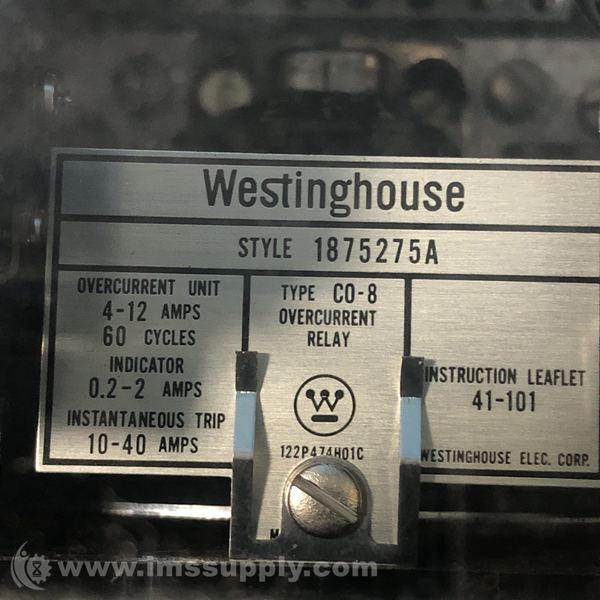 Westinghouse
STYLE 1875275A
OVERCURRENT UNIT
4-12 AMPS
60 CYCLES
INDICATOR
0.2-2 AMPS
INSTANTANEOUS TRIP
10-40 AMPS
TYPE CO-8
OVERCURRENT
RELAY
W
122P474H01C
INSTRUCTION LEAFLET
41-101
WESTINGHOUSE ELEC. CORP.
www.imssupply.com